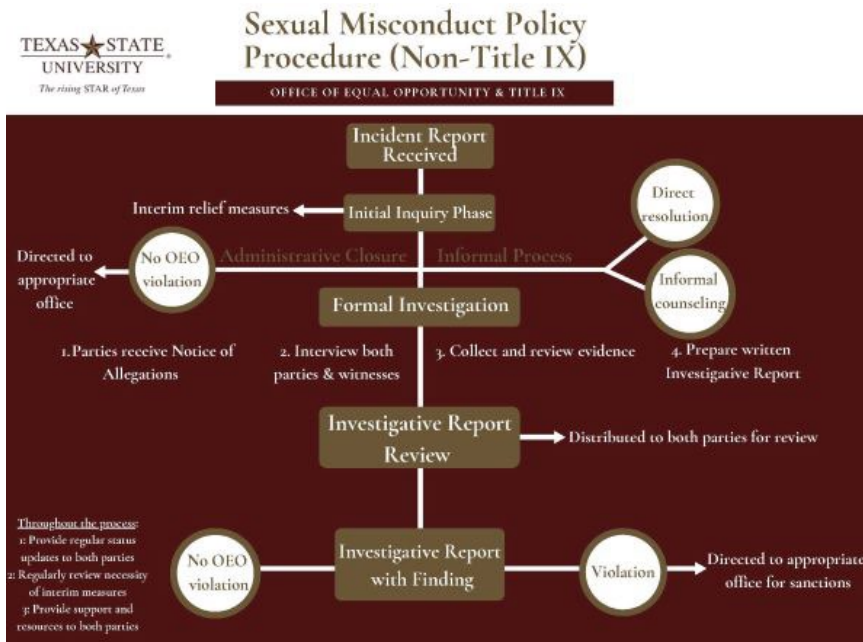 TEXAS STATE
UNIVERSITY®
The rising STAR of Texas
Sexual Misconduct Policy
Procedure (Non-Title IX)
OFFICE OF EQUAL OPPORTUNITY & TITLE IX
Incident Report
Received
Interim relief measures
Initial Inquiry Phase
Direct
resolution
Directed to
appropriate
office
No OEO
violation
Administrative Closure
Informal Process
Informal
counseling
Formal Investigation
1. Parties receive Notice of
Allegations
2. Interview both
parties & witnesses
3. Collect and review evidence
4. Prepare written
Investigative Report
Investigative Report
Review
Distributed to both parties for review
Throughout the process:
1: Provide regular status
updates to both parties
2: Regularly review necessity
of interim measures
3: Provide support and
resources to both parties
No OEO
violation
Investigative Report
with Finding
Violation
Directed to appropriate
office for sanctions